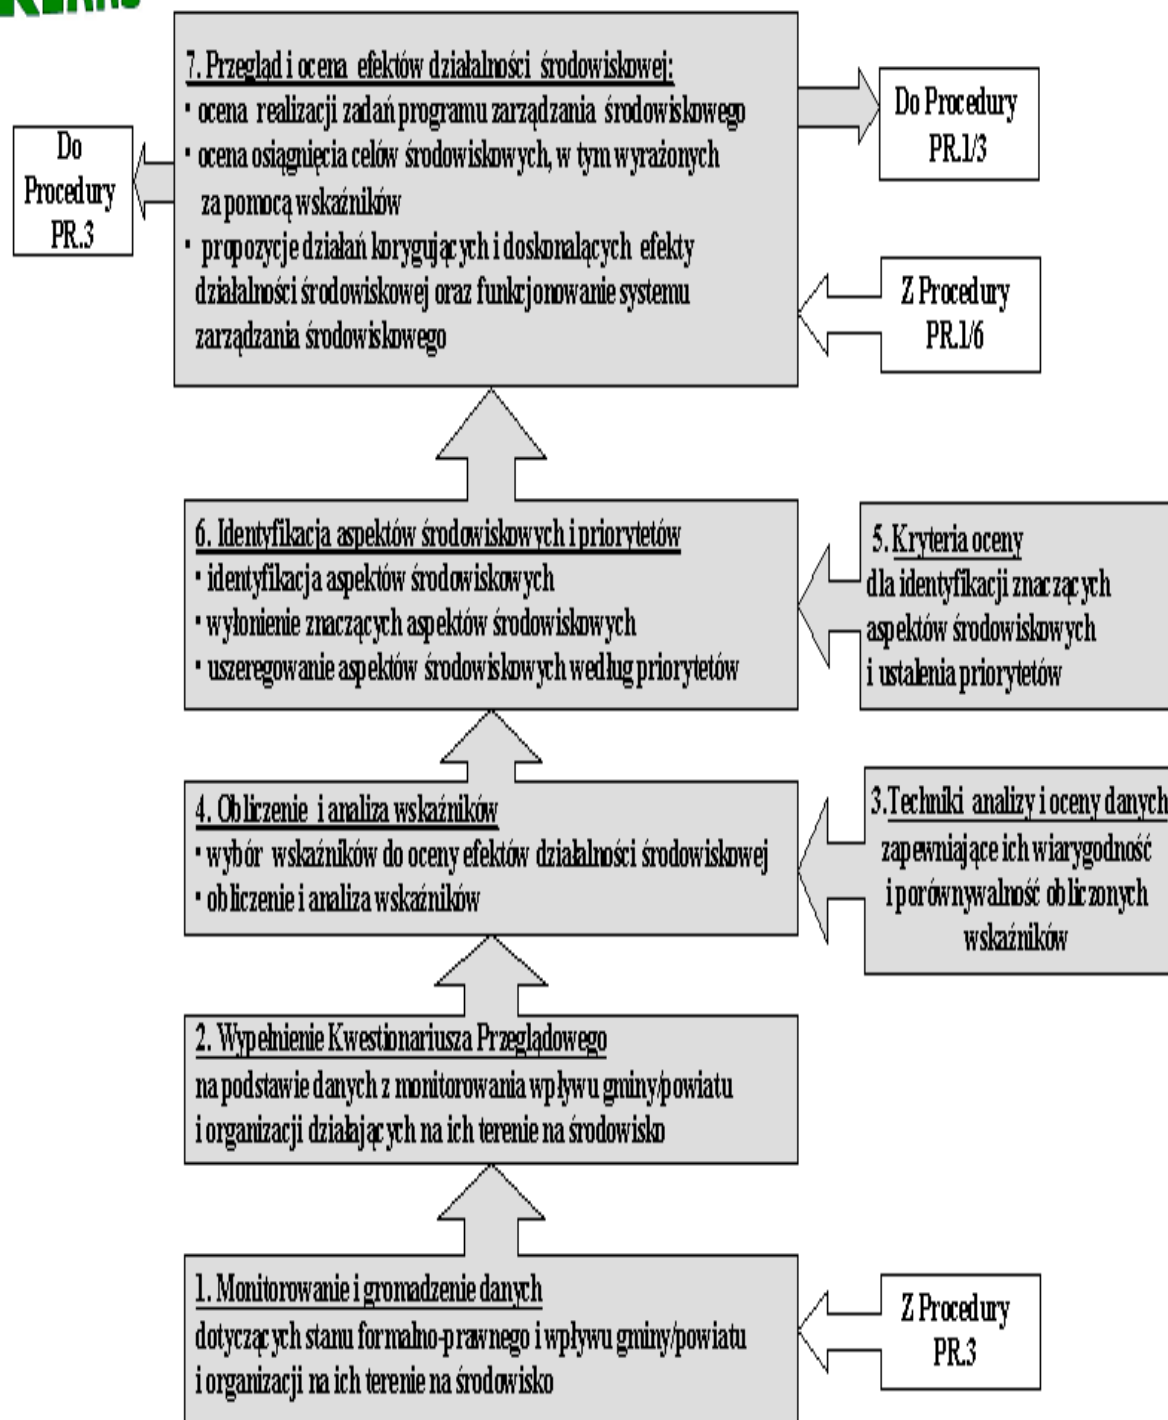 7. Przegląd i ocena efektów działalności środowiskowej:
▪ ocena realizacji zadań programu zarządzania środowiskowego
▪ ocena osiągnięcia celów środowiskowych, w tym wyrażonych
za pomocą wskaźników
▪ propozycje działań korygujących i doskonalących efekty
działalności środowiskowej oraz funkcjonowanie systemu
zarządzania środowiskowego
Do
Procedury
PR.3
Do Procedury
PR.1/3
Z Procedury
PR.1/6
6. Identyfikacja aspektów środowiskowych i priorytetów
▪ identyfikacja aspektów środowiskowych
▪ wyłonienie znaczących aspektów środowiskowych
▪ uszeregowanie aspektów środowiskowych według priorytetów
5. Kryteria oceny
dla identyfikacji znaczących
aspektów środowiskowych
i ustalenia priorytetów
4. Obliczenie i analiza wskaźników
▪ wybór wskaźników do oceny efektów działalności środowiskowej
▪ obliczenie i analiza wskaźników
3.Techniki analizy i oceny danych
zapewniające ich wiarygodność
i porównywalność obliczonych
wskaźników
2. Wypełnienie Kwestionariusza Przeglądowego
na podstawie danych z monitorowania wpływu gminy/powiatu
i organizacji działających na ich terenie na środowisko
1. Monitorowanie i gromadzenie danych
dotyczących stanu formalno-prawnego i wpływu gminy/powiatu
i organizacji na ich terenie na środowisko
Z Procedury
PR.3